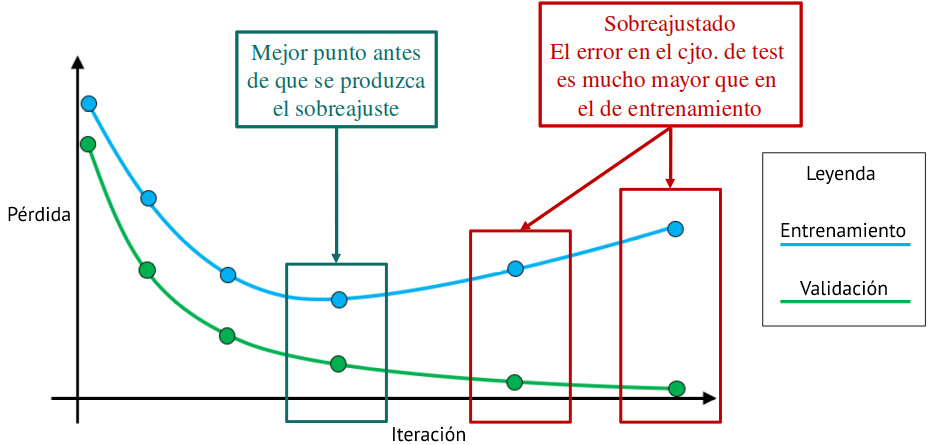 Sobreajustado
El error en el cjto. de test
es mucho mayor que en
el de entrenamiento
Mejor punto antes
de que se produzca
el sobreajuste
Pérdida
Leyenda
Entrenamiento
Validación
Iteración